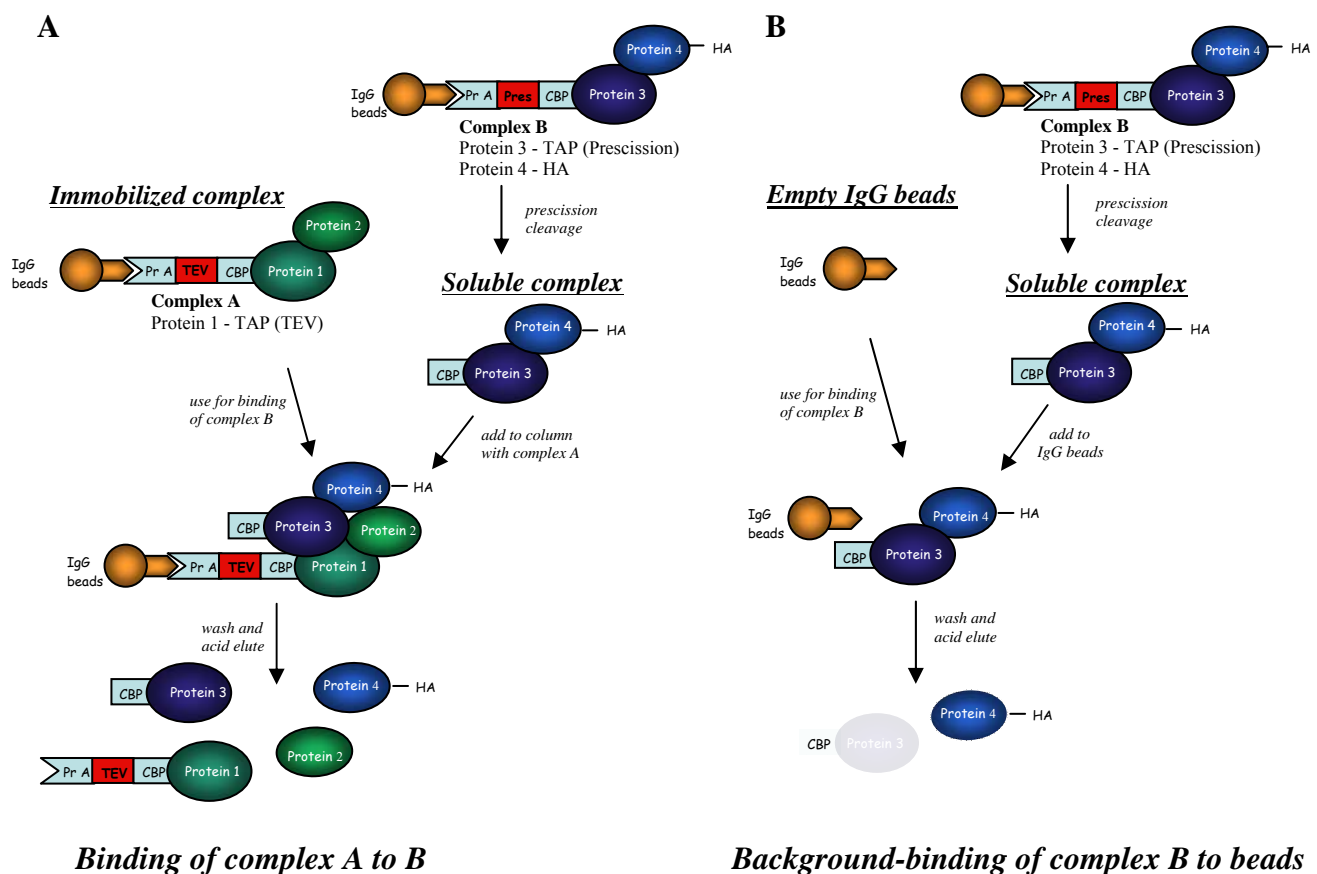 A
Protein 4
HA
IgG
beads
Pr A
Pres
CBP
Protein 3
Complex B
Protein 3 - TAP (Prescission)
Protein 4 - HA
Immobilized complex
prescission
cleavage
Protein 2
IgG
beads
Pr A
TEV
CBP
Protein 1
Complex A
Protein 1 - TAP (TEV)
Soluble complex
Protein 4
HA
CBP
Protein 3
use for binding
of complex B
add to column
with complex A
Protein 4
HA
CBP
Protein 3
Protein 2
IgG
beads
Pr A
TEV
CBP
Protein 1
wash and
acid elute
CBP
Protein 3
Protein 4
HA
Protein 2
Pr A
TEV
CBP
Protein 1
Binding of complex A to B
B
Protein 4
HA
IgG
beads
Pr A
Pres
CBP
Protein 3
Complex B
Protein 3 - TAP (Prescission)
Protein 4 - HA
Empty IgG beads
prescission
cleavage
IgG
beads
Soluble complex
Protein 4
HA
CBP
Protein 3
use for binding
of complex B
add to
IgG beads
IgG
beads
Protein 4
HA
CBP
Protein 3
wash and
acid elute
Protein 4
HA
CBP
Protein 3
Background-binding of complex B to beads